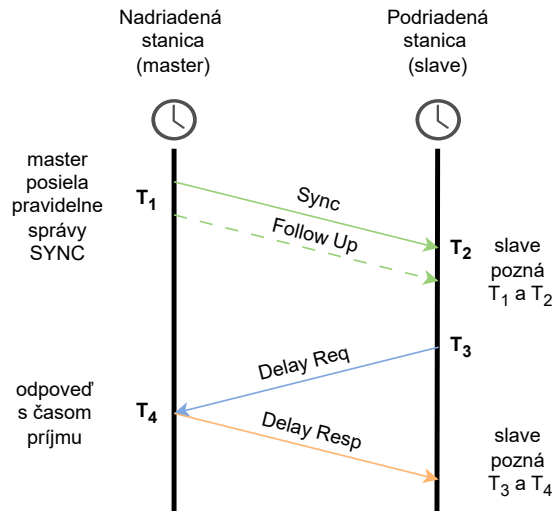 Nadriadená
stanica
(master)
Podriadená
stanica
(slave)
master
posiela
pravidelne
správy
SYNC
T1
Sync
Follow Up
T2
slave
pozná
T1 a T2
T3
Delay Req
odpoveď
s časom
príjmu
T4
Delay Resp
slave
pozná
T3 a T4